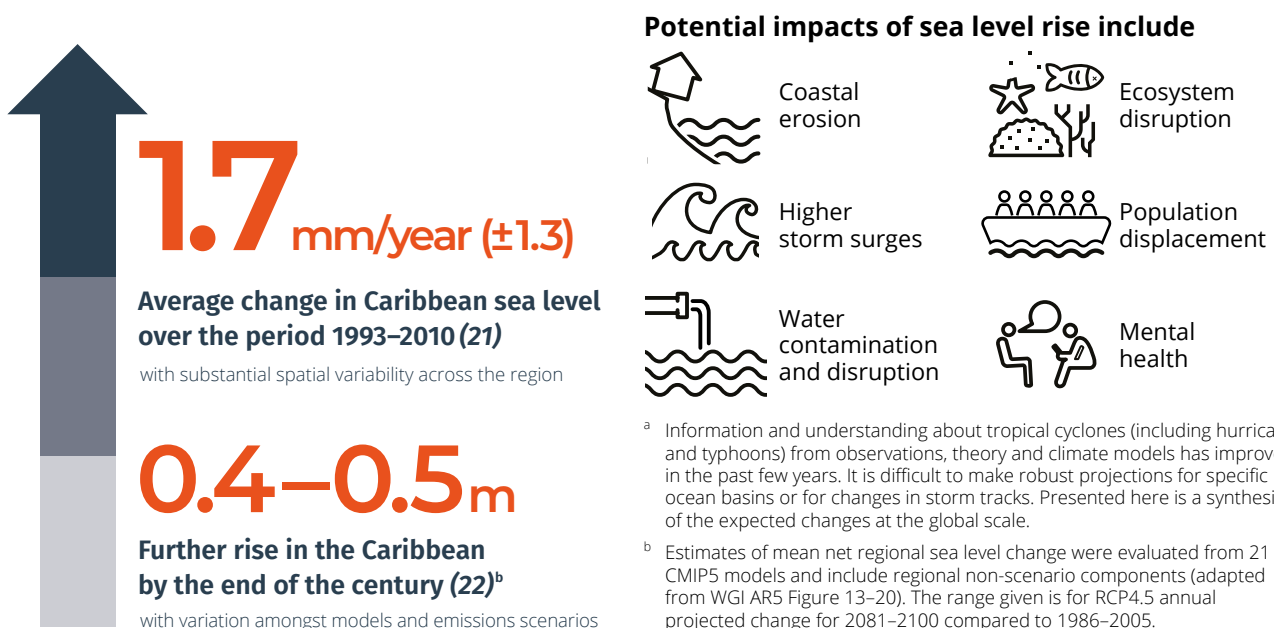 1.7 mm/year (±1.3)
Average change in Caribbean sea level
over the period 1993–2010 (21)
with substantial spatial variability across the region
0.4–0.5 m
Further rise in the Caribbean
by the end of the century (22)b
with variation amongst models and emissions scenarios
Potential impacts of sea level rise include
Coastal
erosion
Ecosystem
disruption
Higher
storm surges
Population
displacement
Water
contamination
and disruption
Mental
health
a Information and understanding about tropical cyclones (including hurrica
and typhoons) from observations, theory and climate models has improv
in the past few years. It is difficult to make robust projections for specific
ocean basins or for changes in storm tracks. Presented here is a synthesi
of the expected changes at the global scale.
b Estimates of mean net regional sea level change were evaluated from 21
CMIP5 models and include regional non-scenario components (adapted
from WGI AR5 Figure 13–20). The range given is for RCP4.5 annual
projected change for 2081–2100 compared to 1986–2005.